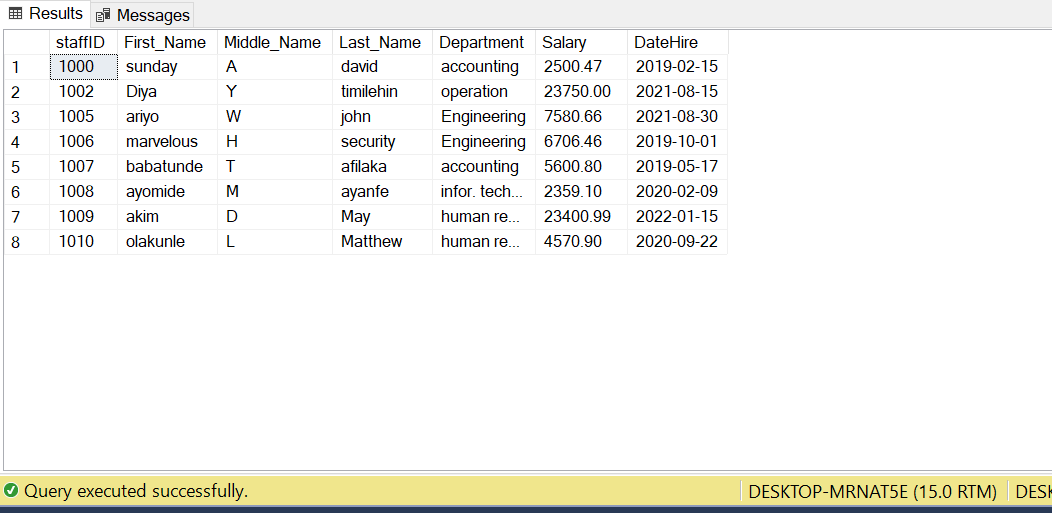 Results Messages
staffID First_Name Middle_Name Last_Name Department Salary DateHire
1 1000 sunday A david accounting 2500.47 2019-02-15
2 1002 Diya Y timilehin operation 23750.00 2021-08-15
3 1005 ariyo W john Engineering 7580.66 2021-08-30
4 1006 marvelous H security Engineering 6706.46 2019-10-01
5 1007 babatunde T afilaka accounting 5600.80 2019-05-17
6 1008 ayomide M ayanfe infor. tech... 2359.10 2020-02-09
7 1009 akim D May human re... 23400.99 2022-01-15
8 1010 olakunle L Matthew human re... 4570.90 2020-09-22
Query executed successfully. DESKTOP-MRNAT5E (15.0 RTM) DESK